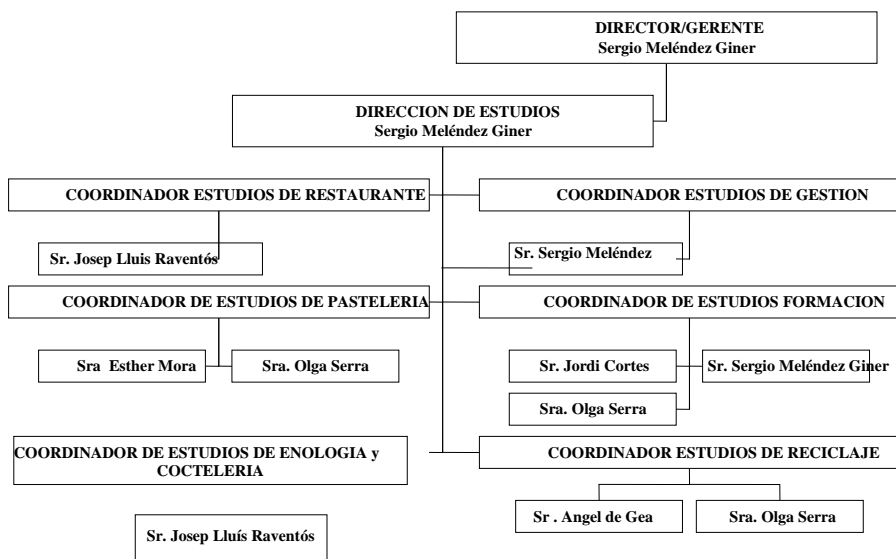 DIRECTOR/GERENTE
Sergio Meléndez Giner
DIRECCION DE ESTUDIOS
Sergio Meléndez Giner
COORDINADOR ESTUDIOS DE RESTAURANTE
COORDINADOR ESTUDIOS DE GESTION
Sr. Josep Lluis Raventós
Sr. Sergio Meléndez
COORDINADOR DE ESTUDIOS DE PASTELERIA
COORDINADOR DE ESTUDIOS FORMACION
Sra Esther Mora
Sra. Olga Serra
Sr. Jordi Cortes
Sr. Sergio Meléndez Giner
Sra. Olga Serra
COORDINADOR DE ESTUDIOS DE ENOLOGIA y
COCTELERIA
COORDINADOR ESTUDIOS DE RECICLAJE
Sr . Angel de Gea
Sra. Olga Serra
Sr. Josep Lluís Raventós